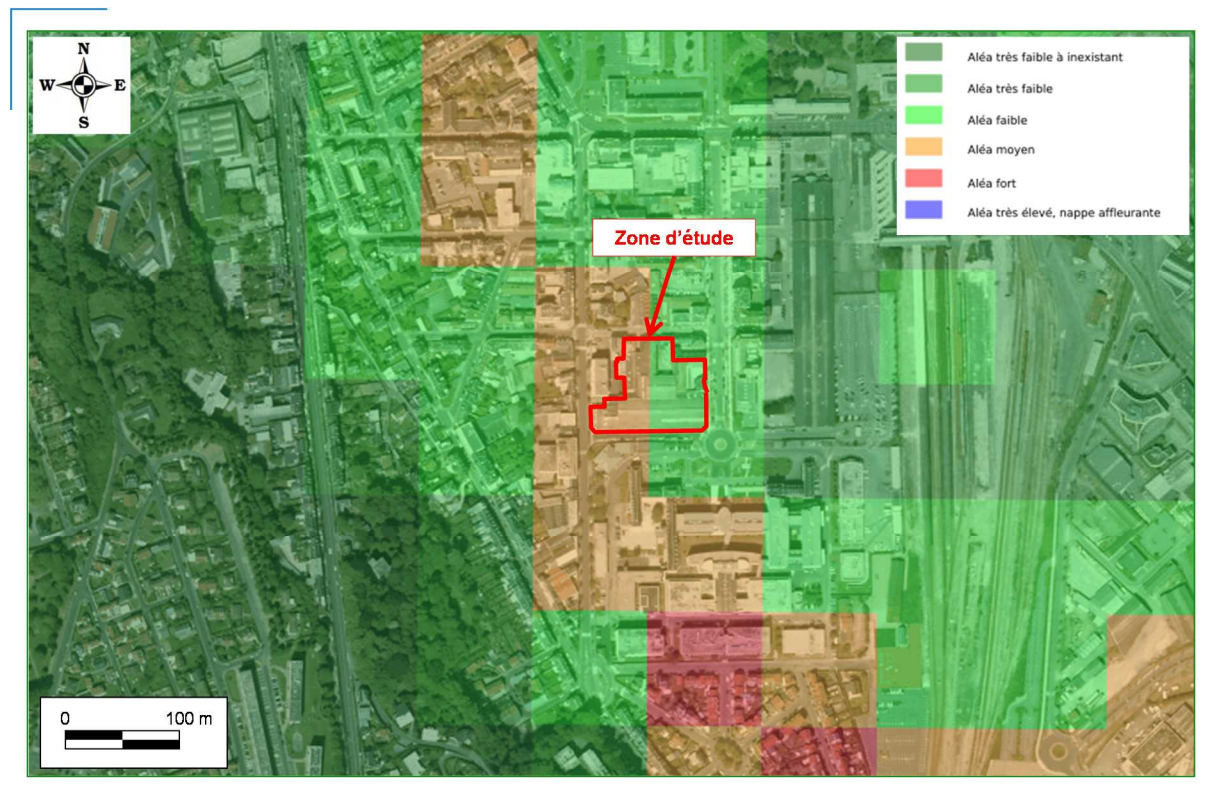 N
W E
S
Aléa très faible à inexistant
Aléa très faible
Aléa faible
Aléa moyen
Aléa fort
Aléa très élevé, nappe affleurante
Zone d'étude
0 100 m